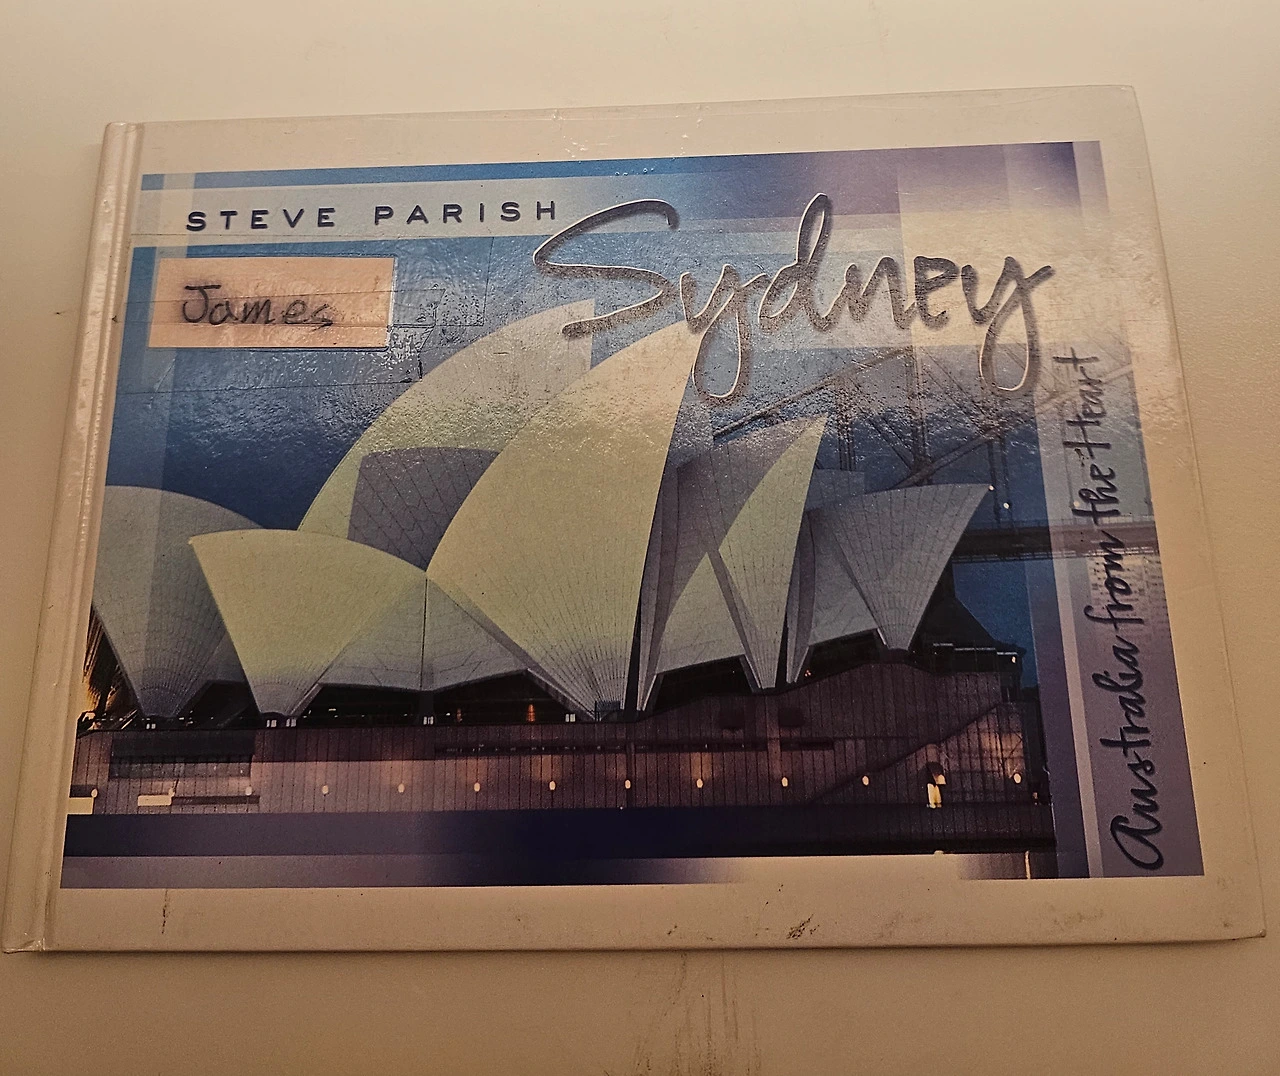 STEVE PARISH
Sydney
James
Australia from the Heart